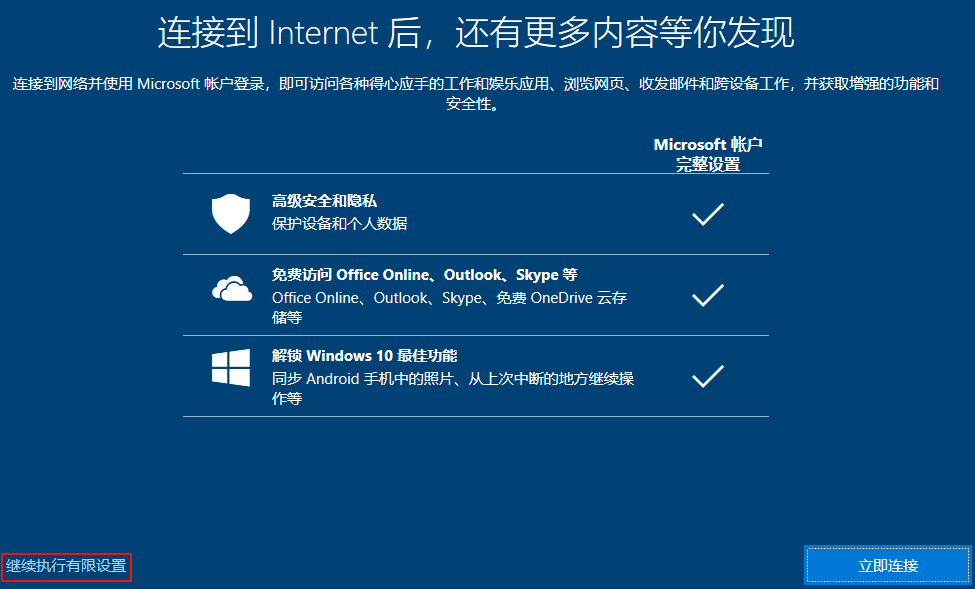 连接到 Internet 后，还有更多内容等你发现
连接到网络并使用 Microsoft 帐户登录，即可访问各种得心应手的工作和娱乐应用、浏览网页、收发邮件和跨设备工作，并获取增强的功能和
安全性。
Microsoft 帐户
完整设置
高级安全和隐私
保护设备和个人数据
免费访问 Office Online、Outlook、Skype 等
Office Online、Outlook、Skype、免费 OneDrive 云存
储等
解锁 Windows 10 最佳功能
同步 Android 手机中的照片、从上次中断的地方继续操
作等
继续执行有限设置
立即连接